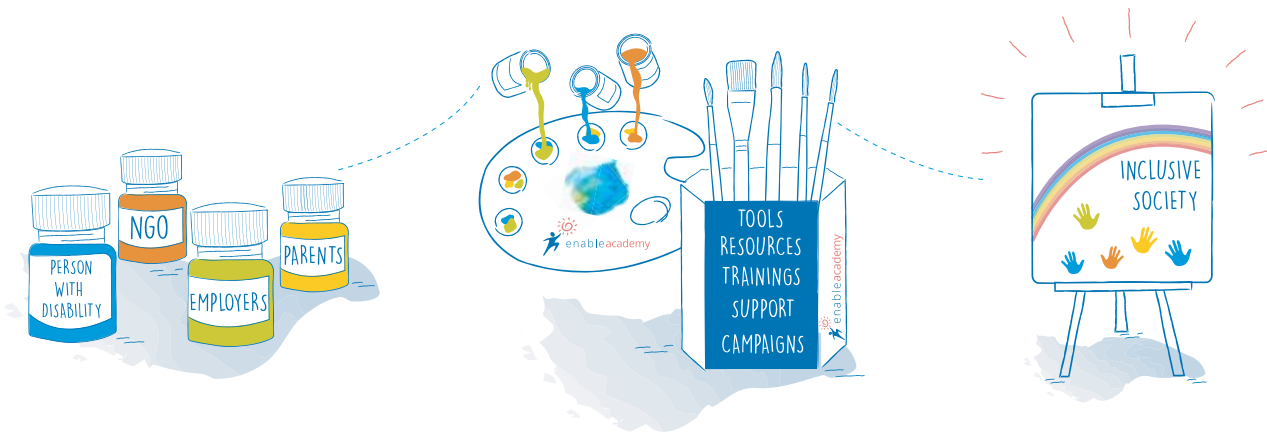 PERSON
WITH
DISABILITY
NGO
EMPLOYERS
PARENTS
enableacademy
TOOLS
RESOURCES
TRAININGS
SUPPORT
CAMPAIGNS
enableacademy
INCLUSIVE
SOCIETY